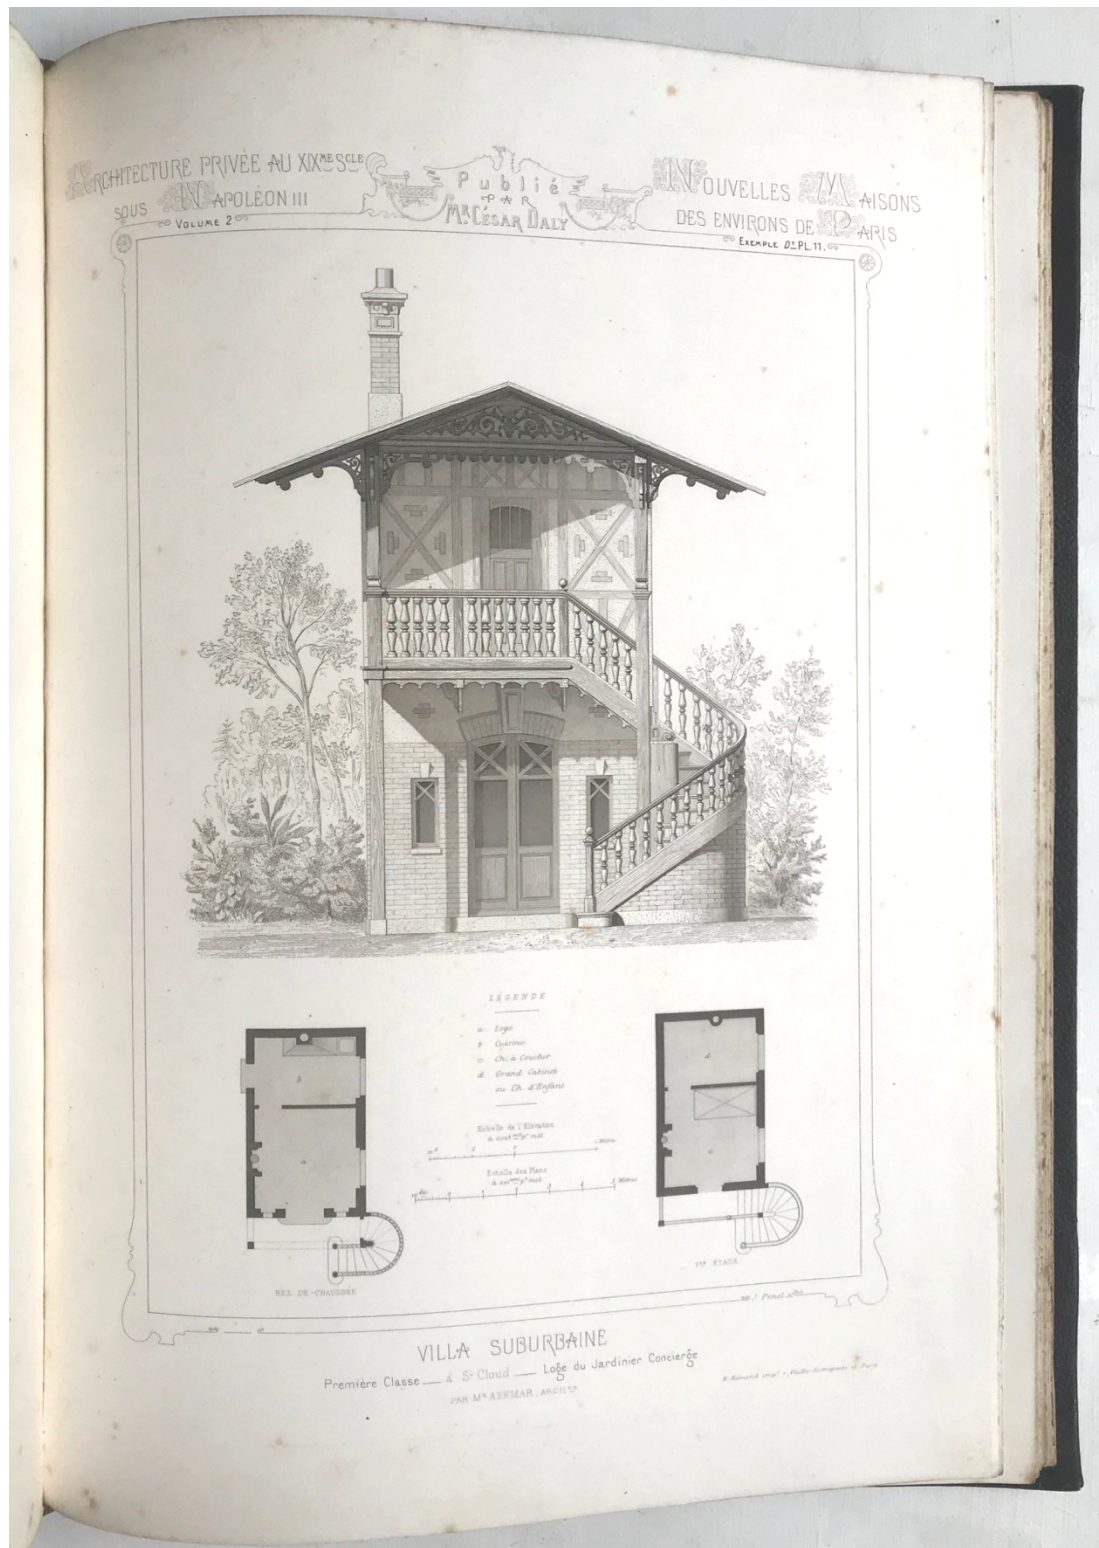 ARCHITECTURE PRIVÉE AU XIXME SCLE
SOUS NAPOLÉON III
VOLUME 2
Publié
PAR
MR. CÉSAR DALY
NOUVELLES MAISONS
DES ENVIRONS DE PARIS
EXEMPLE D4 PL. 11.
LÉGENDE
a. Loge
b Cuisine
c. Ch. à Coucher
d. Grand Cabinet
ou Ch. d'Enfant
Echelle de l'Élévation
Mètres
Echelle des Plans
Mètres
b
a
d
REZ DE-CHAUSSÉE
1er ÉTAGE
VILLA SUBURBAINE
Première Classe — à St Cloud — Loge du Jardinier Concierge
PAR MR AZEMAR, ARCHTE